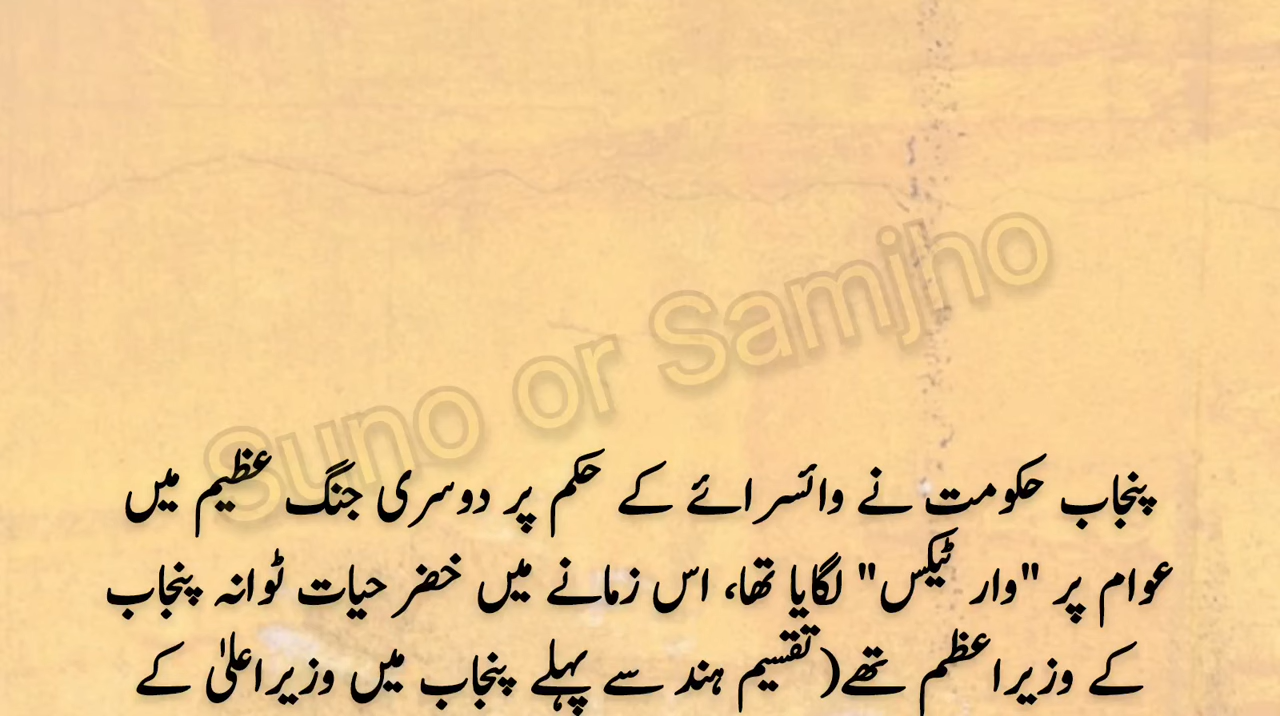 Suno or Samjho
پنجاب حکومت نے وائسرائے کے حکم پر دوسری جنگ عظیم میں
عوام پر "وار ٹیکس" لگایا تھا، اس زمانے میں خضر حیات ٹوانہ پنجاب
کے وزیراعظم تھے(تقسیم ہند سے پہلے پنجاب میں وزیراعلیٰ کے